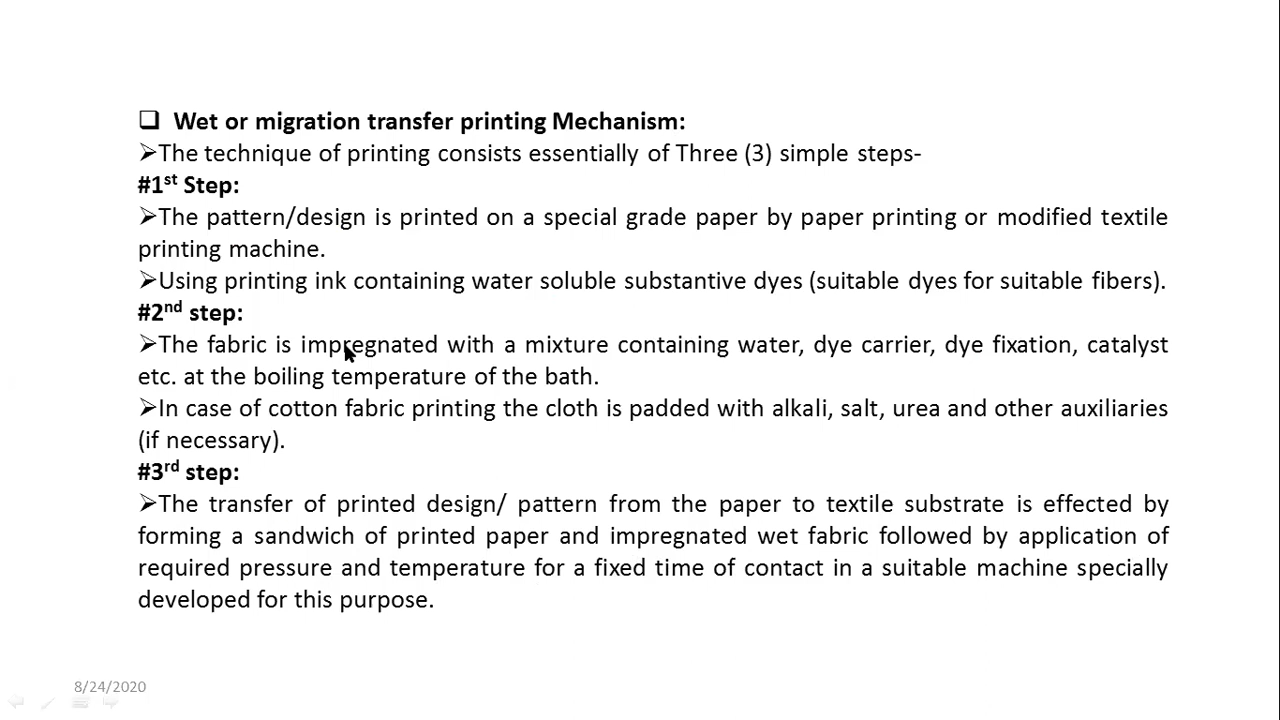 ❑ Wet or migration transfer printing Mechanism:
➢The technique of printing consists essentially of Three (3) simple steps-
#1st Step:
➢The pattern/design is printed on a special grade paper by paper printing or modified textile
printing machine.
➢Using printing ink containing water soluble substantive dyes (suitable dyes for suitable fibers).
#2nd step:
➢The fabric is impregnated with a mixture containing water, dye carrier, dye fixation, catalyst
etc. at the boiling temperature of the bath.
➢In case of cotton fabric printing the cloth is padded with alkali, salt, urea and other auxiliaries
(if necessary).
#3rd step:
➢The transfer of printed design/ pattern from the paper to textile substrate is effected by
forming a sandwich of printed paper and impregnated wet fabric followed by application of
required pressure and temperature for a fixed time of contact in a suitable machine specially
developed for this purpose.
8/24/2020